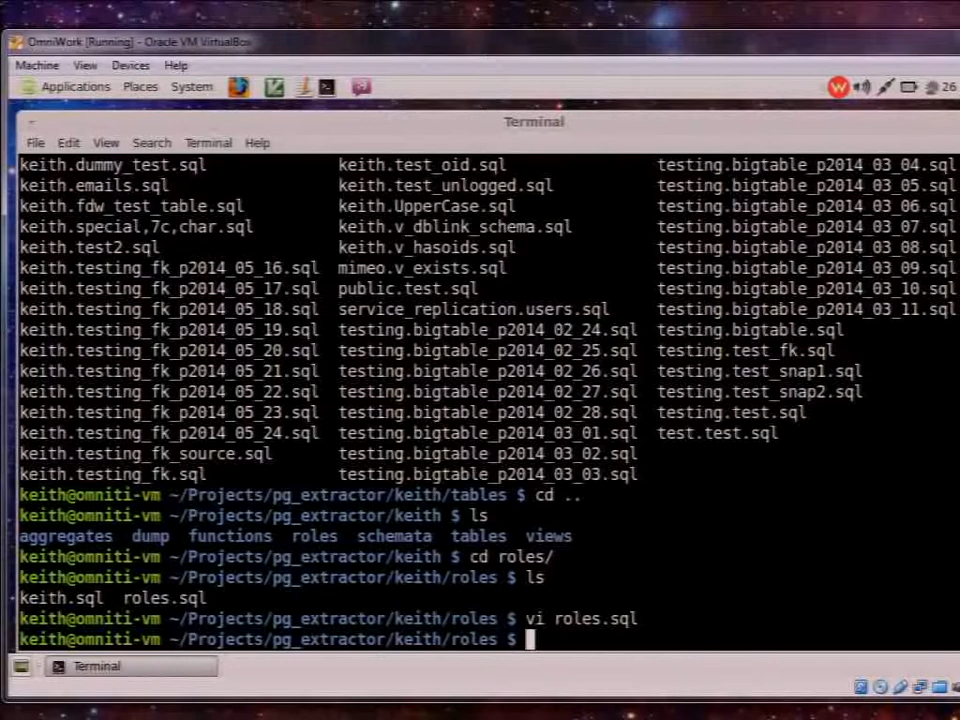 OmniWork [Running] - Oracle VM VirtualBox
Machine View Devices Help
Applications Places System 26
Terminal
File Edit View Search Terminal Help
keith.dummy_test.sql keith.test_oid.sql testing.bigtable_p2014_03_04.sql
keith.emails.sql keith.test_unlogged.sql testing.bigtable_p2014_03_05.sql
keith.fdw_test_table.sql keith.UpperCase.sql testing.bigtable_p2014_03_06.sql
keith.special,7c,char.sql keith.v_dblink_schema.sql testing.bigtable_p2014_03_07.sql
keith.test2.sql keith.v_hasoids.sql testing.bigtable_p2014_03_08.sql
keith.testing_fk_p2014_05_16.sql mimeo.v_exists.sql testing.bigtable_p2014_03_09.sql
keith.testing_fk_p2014_05_17.sql public.test.sql testing.bigtable_p2014_03_10.sql
keith.testing_fk_p2014_05_18.sql service_replication.users.sql testing.bigtable_p2014_03_11.sql
keith.testing_fk_p2014_05_19.sql testing.bigtable_p2014_02_24.sql testing.bigtable.sql
keith.testing_fk_p2014_05_20.sql testing.bigtable_p2014_02_25.sql testing.test_fk.sql
keith.testing_fk_p2014_05_21.sql testing.bigtable_p2014_02_26.sql testing.test_snap1.sql
keith.testing_fk_p2014_05_22.sql testing.bigtable_p2014_02_27.sql testing.test_snap2.sql
keith.testing_fk_p2014_05_23.sql testing.bigtable_p2014_02_28.sql testing.test.sql
keith.testing_fk_p2014_05_24.sql testing.bigtable_p2014_03_01.sql test.test.sql
keith.testing_fk_source.sql testing.bigtable_p2014_03_02.sql
keith.testing_fk.sql testing.bigtable_p2014_03_03.sql
keith@omniti-vm ~/Projects/pg_extractor/keith/tables $ cd ..
keith@omniti-vm ~/Projects/pg_extractor/keith $ ls
aggregates dump functions roles schemata tables views
keith@omniti-vm ~/Projects/pg_extractor/keith $ cd roles/
keith@omniti-vm ~/Projects/pg_extractor/keith/roles $ ls
keith.sql roles.sql
keith@omniti-vm ~/Projects/pg_extractor/keith/roles $ vi roles.sql
keith@omniti-vm ~/Projects/pg_extractor/keith/roles $
Terminal